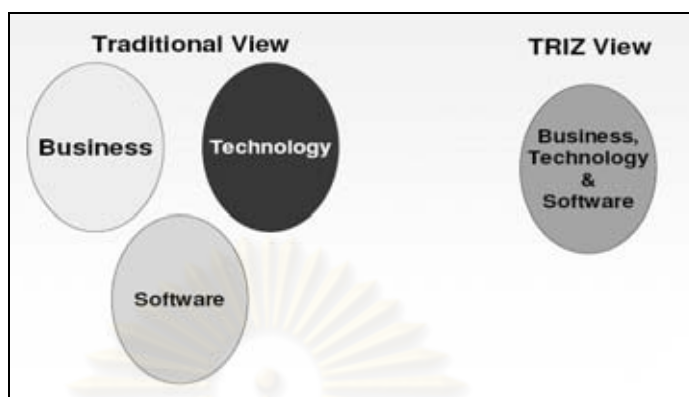 Traditional View
TRIZ View
Business
Technology
Software
Business,
Technology
&
Software